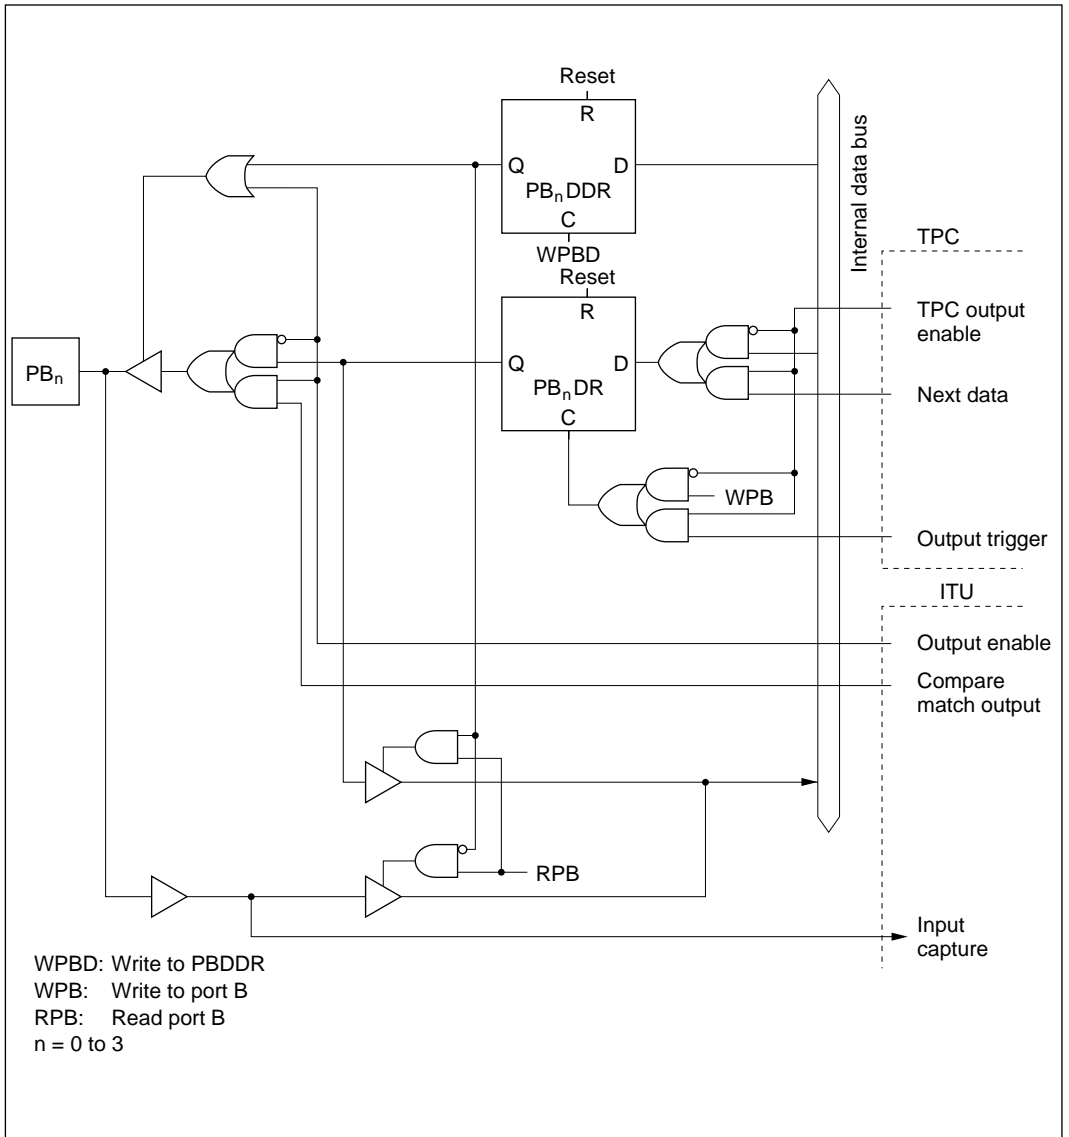 Reset
R
Q
D
PBnDDR
C
WPBD
Internal data bus
TPC
Reset
R
TPC output
enable
PBn
Q
D
PBnDR
C
Next data
WPB
Output trigger
ITU
Output enable
Compare
match output
RPB
Input
capture
WPBD: Write to PBDDR
WPB: Write to port B
RPB: Read port B
n = 0 to 3